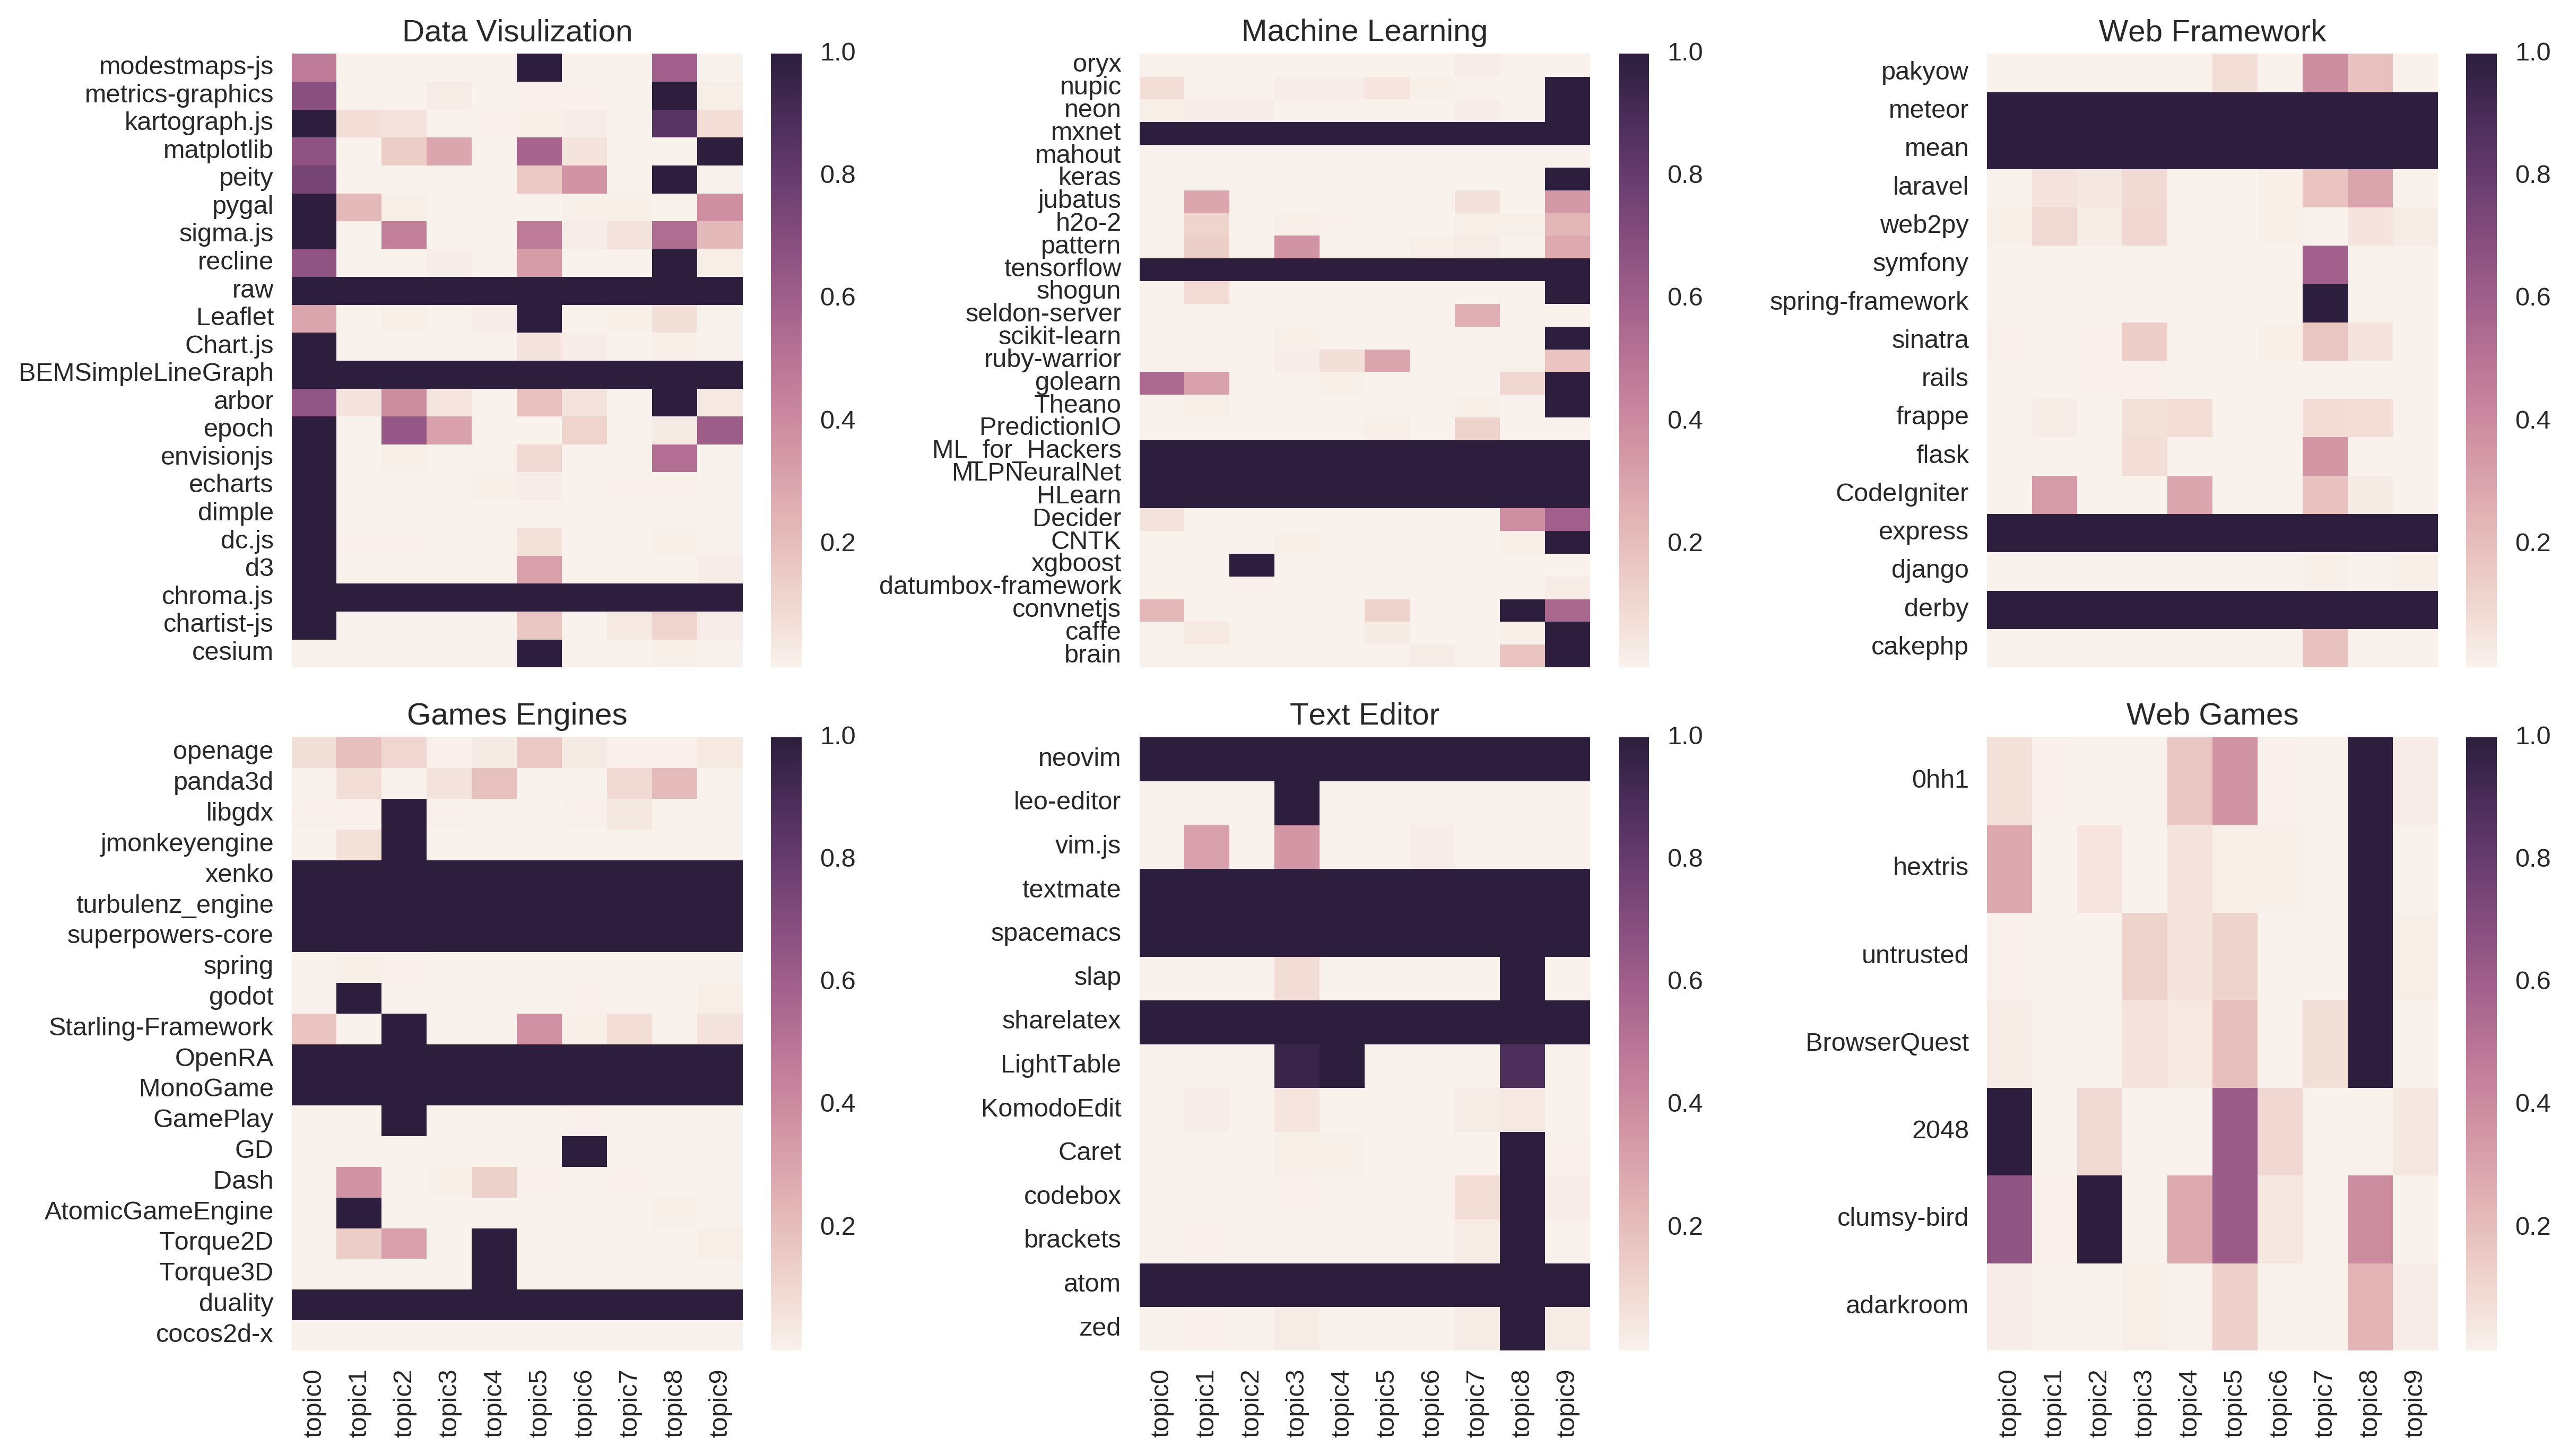 Data Visulization
modestmaps-js
metrics-graphics
kartograph.js
matplotlib
peity
pygal
sigma.js
recline
raw
Leaflet
Chart.js
BEMSimpleLineGraph
arbor
epoch
envisionjs
echarts
dimple
dc.js
d3
chroma.js
chartist-js
cesium
1.0
0.8
0.6
0.4
0.2
Machine Learning
oryx
nupic
neon
mxnet
mahout
keras
jubatus
h2o-2
pattern
tensorflow
shogun
seldon-server
scikit-learn
ruby-warrior
golearn
Theano
PredictionIO
ML_for_Hackers
MLPNeuralNet
HLearn
Decider
CNTK
xgboost
datumbox-framework
convnetjs
caffe
brain
1.0
0.8
0.6
0.4
0.2
Web Framework
pakyow
meteor
mean
laravel
web2py
symfony
spring-framework
sinatra
rails
frappe
flask
CodeIgniter
express
django
derby
cakephp
1.0
0.8
0.6
0.4
0.2
Games Engines
openage
panda3d
libgdx
jmonkeyengine
xenko
turbulenz_engine
superpowers-core
spring
godot
Starling-Framework
OpenRA
MonoGame
GamePlay
GD
Dash
AtomicGameEngine
Torque2D
Torque3D
duality
cocos2d-x
topic0
topic1
topic2
topic3
topic4
topic5
topic6
topic7
topic8
topic9
1.0
0.8
0.6
0.4
0.2
Text Editor
neovim
leo-editor
vim.js
textmate
spacemacs
slap
sharelatex
LightTable
KomodoEdit
Caret
codebox
brackets
atom
zed
topic0
topic1
topic2
topic3
topic4
topic5
topic6
topic7
topic8
topic9
1.0
0.8
0.6
0.4
0.2
Web Games
0hh1
hextris
untrusted
BrowserQuest
2048
clumsy-bird
adarkroom
topic0
topic1
topic2
topic3
topic4
topic5
topic6
topic7
topic8
topic9
1.0
0.8
0.6
0.4
0.2